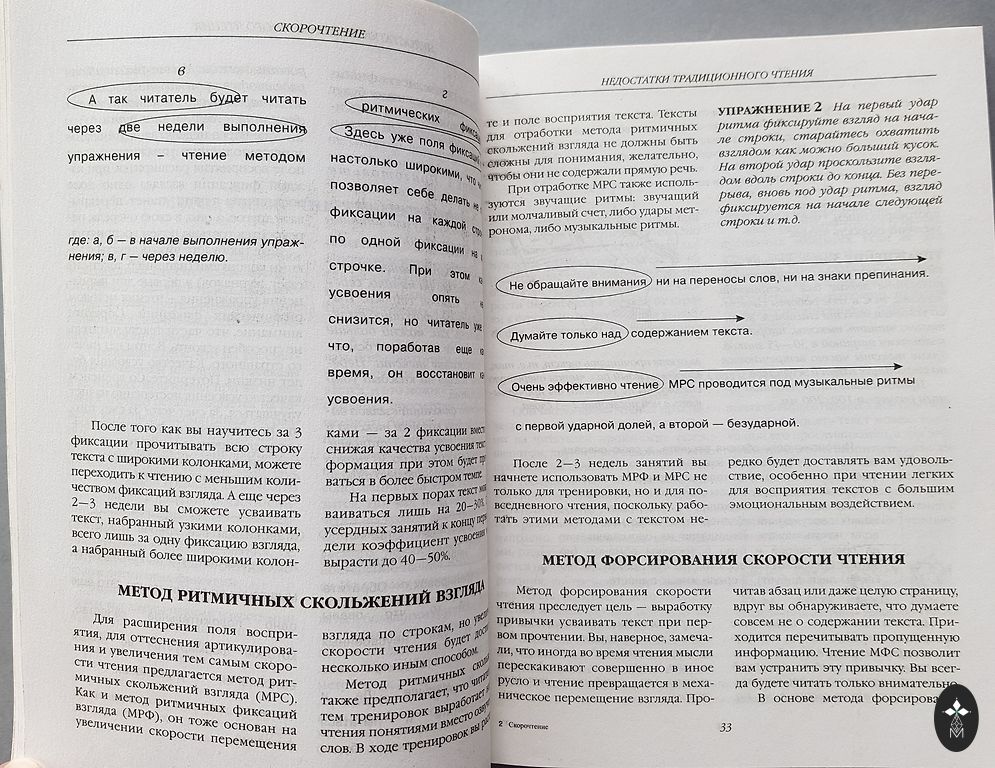 СКОРОЧТЕНИЕ
в
А так читатель будет читать
через две недели выполнения
упражнения – чтение методом
где: а, б — в начале выполнения упраж-
нения; в, г — через неделю.
г
ритмических
Здесь уже поля фиксаций
настолько широкими, что
позволяет себе делать не
фиксации на каждой
по одной фиксации на
строчке. При этом
усвоения опять
снизится, но читатель уже
что, поработав еще
время, он восстановит
усвоения.
После того как вы научитесь за 3
фиксации прочитывать всю строку
текста с широкими колонками, можете
переходить к чтению с меньшим коли-
чеством фиксаций взгляда. А еще через
2—3 недели вы сможете усваивать
текст, набранный узкими колонками,
всего лишь за одну фиксацию взгляда,
а набранный более широкими колон-
ками — за 2 фиксации
снижая качества усвоения
формация при этом будет
ваться в более быстром темпе
На первых порах текст
ваиваться лишь на 20—30%,
усердных занятий к концу
дели коэффициент усвоения
вырасти до 40—50%.
МЕТОД РИТМИЧНЫХ СКОЛЬЖЕНИЙ ВЗГЛЯДА
Для расширения поля воспри-
ятия, для оттеснения артикулирова-
ния и увеличения тем самым скоро-
сти чтения предлагается метод рит-
мичных скольжений взгляда (МРС).
Как и метод ритмичных фиксаций
взгляда (МРФ), он тоже основан на
увеличении скорости перемещения
взгляда по строкам, но
скорости чтения будет
несколько иным способом.
Метод ритмичных
также предполагает, что
тем тренировок выработает
чтения понятиями вместо
слов. В ходе тренировок вы
НЕДОСТАТКИ ТРАДИЦИОННОГО ЧТЕНИЯ
те и поле восприятия текста. Тексты
для отработки метода ритмичных
скольжений взгляда не должны быть
сложны для понимания, желательно,
чтобы они не содержали прямую речь.
При отработке МРС также исполь-
зуются звучащие ритмы: звучащий
или молчаливый счет, либо удары мет-
ронома, либо музыкальные ритмы.
УПРАЖНЕНИЕ 2 На первый удар
ритма фиксируйте взгляд на нача-
ле строки, старайтесь охватить
взглядом как можно больший кусок.
На второй удар проскользите взгля-
дом вдоль строки до конца. Без пере-
рыва, вновь под удар ритма, взгляд
фиксируется на начале следующей
строки и т.д.
Не обращайте внимания ни на переносы слов, ни на знаки препинания.
Думайте только над содержанием текста.
Очень эффективно чтение МРС проводится под музыкальные ритмы
с первой ударной долей, а второй — безударной.
После 2—3 недель занятий вы
начнете использовать МРФ и МРС не
только для тренировки, но и для по-
вседневного чтения, поскольку рабо-
тать этими методами с текстом не-
редко будет доставлять вам удоволь-
ствие, особенно при чтении легких
для восприятия текстов с большим
эмоциональным воздействием.
МЕТОД ФОРСИРОВАНИЯ СКОРОСТИ ЧТЕНИЯ
Метод форсирования скорости
чтения преследует цель — выработку
привычки усваивать текст при пер-
вом прочтении. Вы, наверное, замеча-
ли, что иногда во время чтения мысли
перескакивают совершенно в иное
русло и чтение превращается в меха-
ническое перемещение взгляда. Про-
читав абзац или даже целую страницу,
вдруг вы обнаруживаете, что думаете
совсем не о содержании текста. При-
ходится перечитывать пропущенную
информацию. Чтение МФС позволит
вам устранить эту привычку. Вы всег-
да будете читать только внимательно.
В основе метода
2 Скорочтение
33